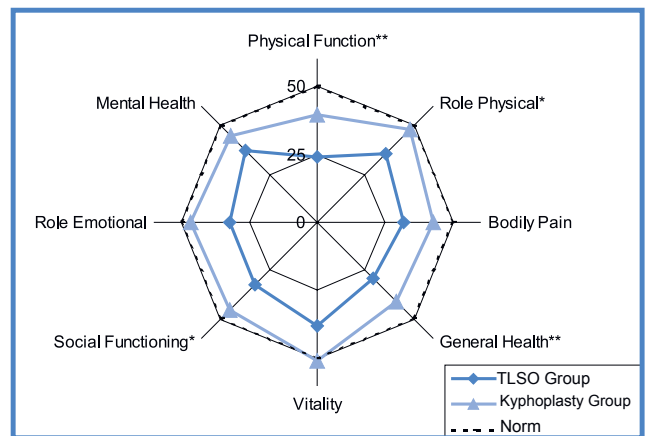 Physical Function**
Mental Health
50
Role Physical*
25
Role Emotional
0
Bodily Pain
Social Functioning*
General Health**
Vitality
TLSO Group
Kyphoplasty Group
Norm